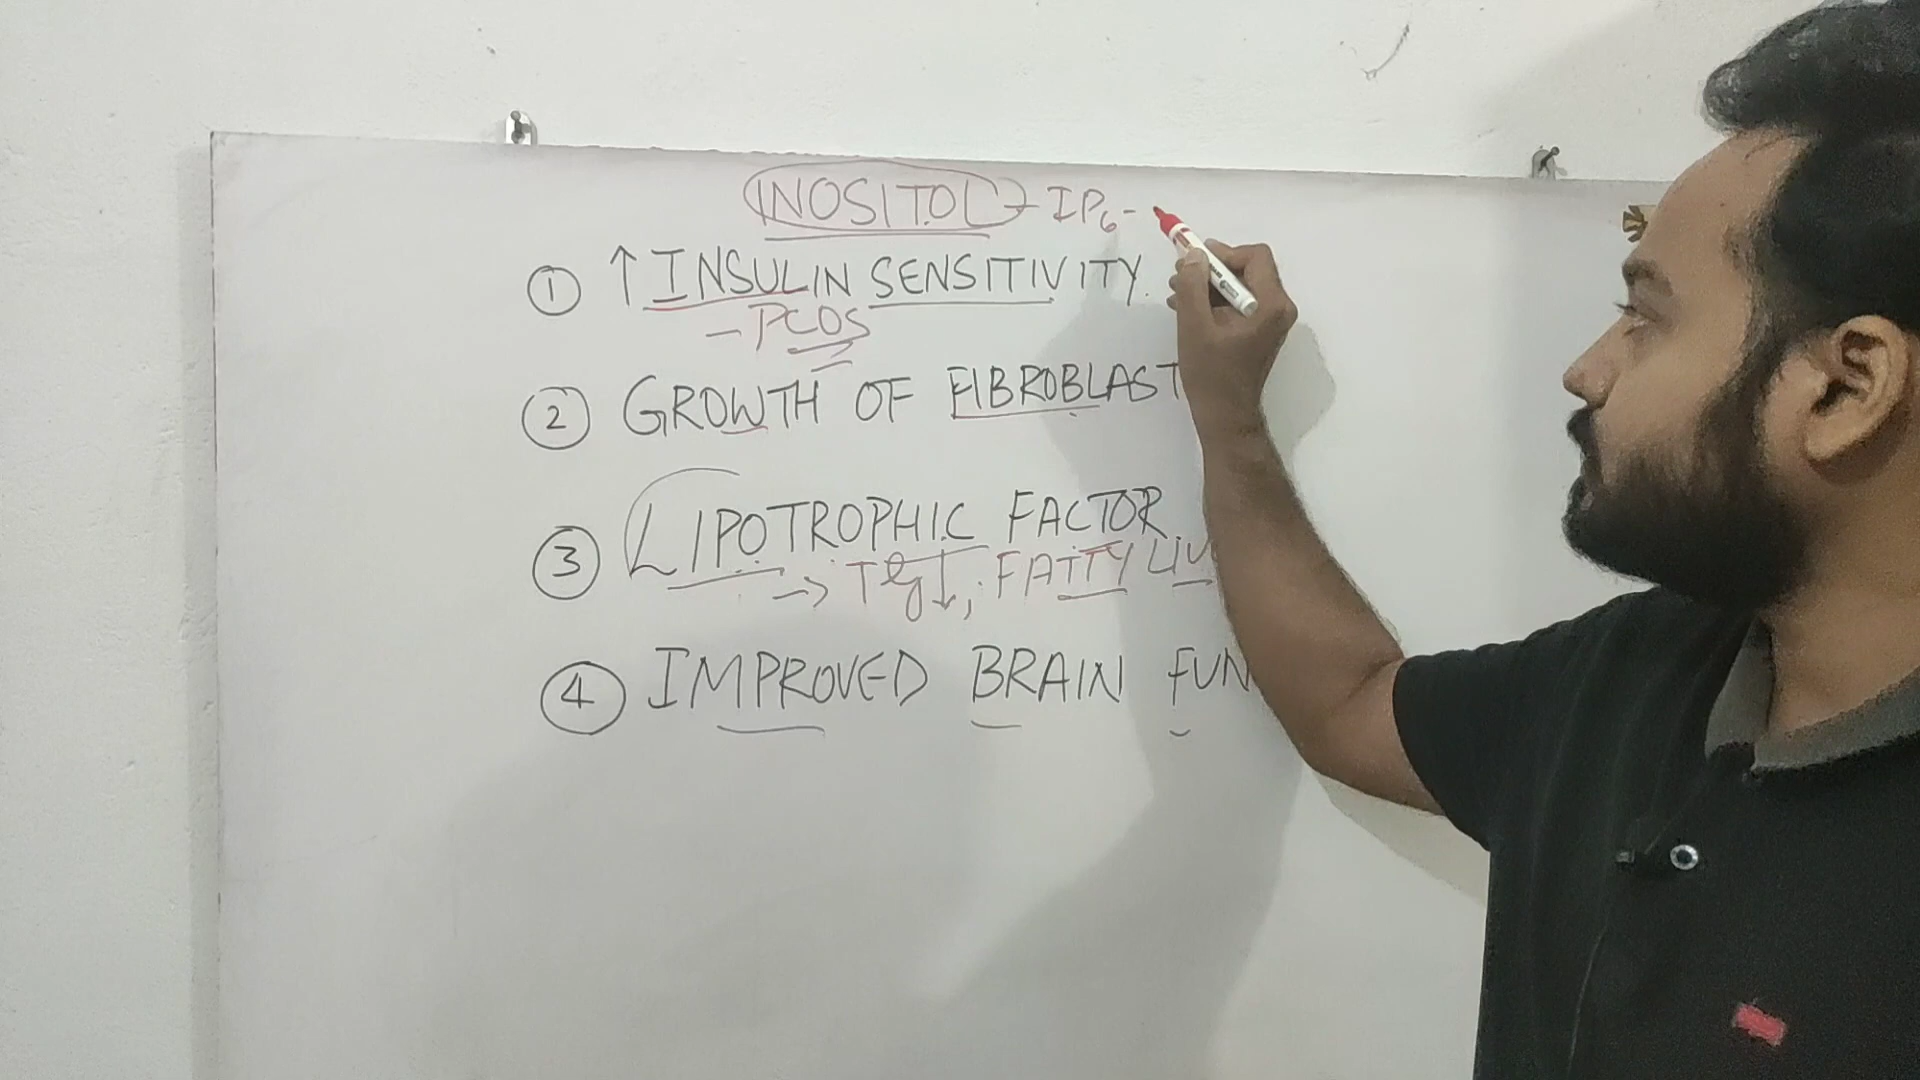 INOSITOL - IP6 -
① ↑ INSULIN SENSITIVITY.
- PCOS
② GROWTH OF FIBROBLAST
③ LIPOTROPHIC FACTOR
→ Tg↓, FATTY LIV
④ IMPROVED BRAIN FUN